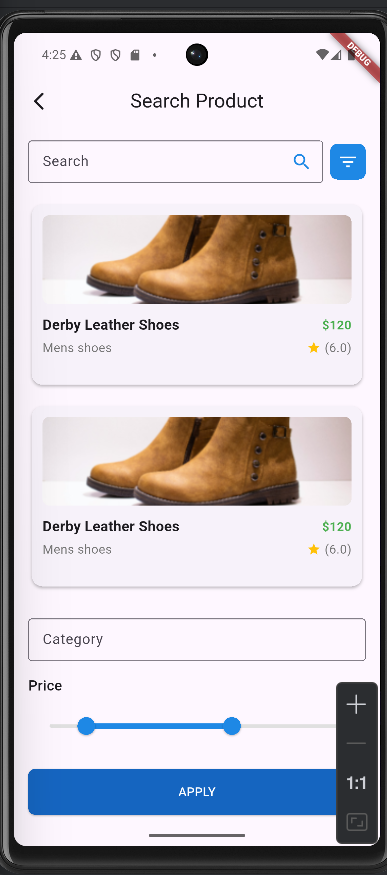 4:25
DEBUG
Search Product
Search
Derby Leather Shoes $120
Mens shoes (6.0)
Derby Leather Shoes $120
Mens shoes (6.0)
Category
Price
1:1
APPLY